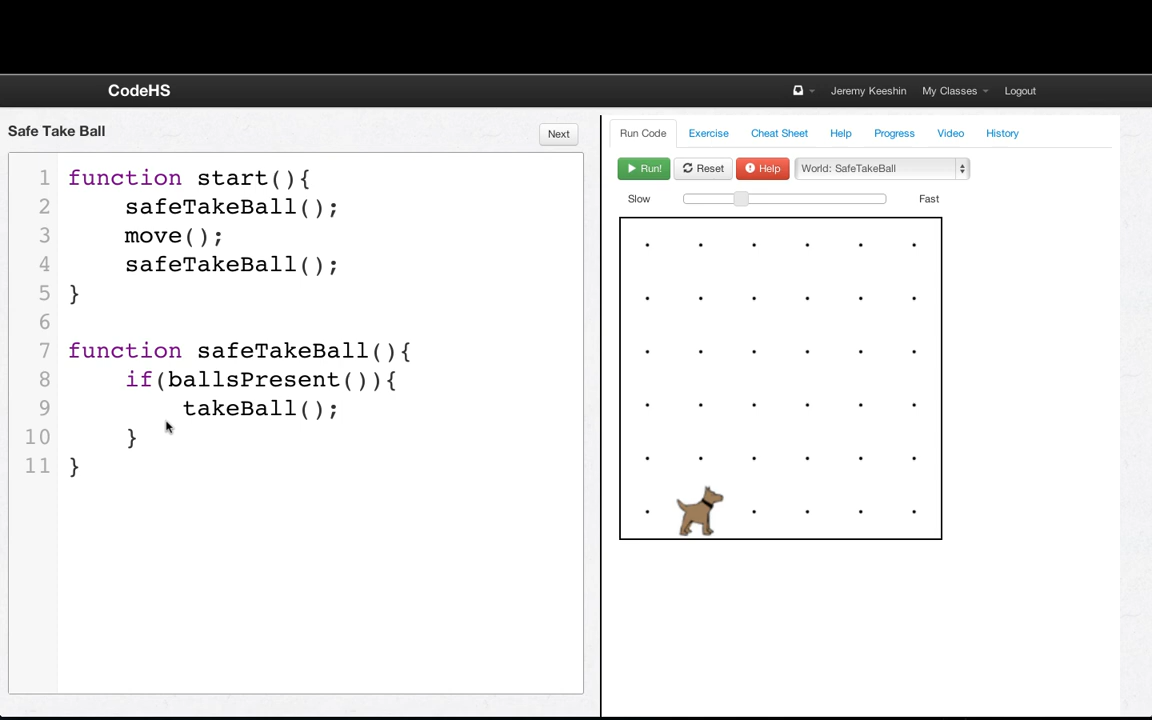 CodeHS
Jeremy Keeshin
My Classes
Logout
Safe Take Ball
Next
1 function start(){
2 safeTakeBall();
3 move();
4 safeTakeBall();
5 }
6
7 function safeTakeBall(){
8 if(ballsPresent()){
9 takeBall();
10 }
11 }
Run Code
Exercise
Cheat Sheet
Help
Progress
Video
History
Run!
Reset
Help
World: SafeTakeBall
Slow
Fast